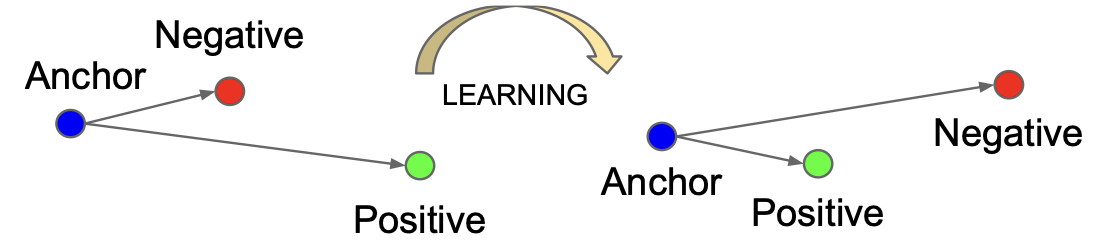 Negative
Anchor
Positive
LEARNING
Negative
Anchor
Positive